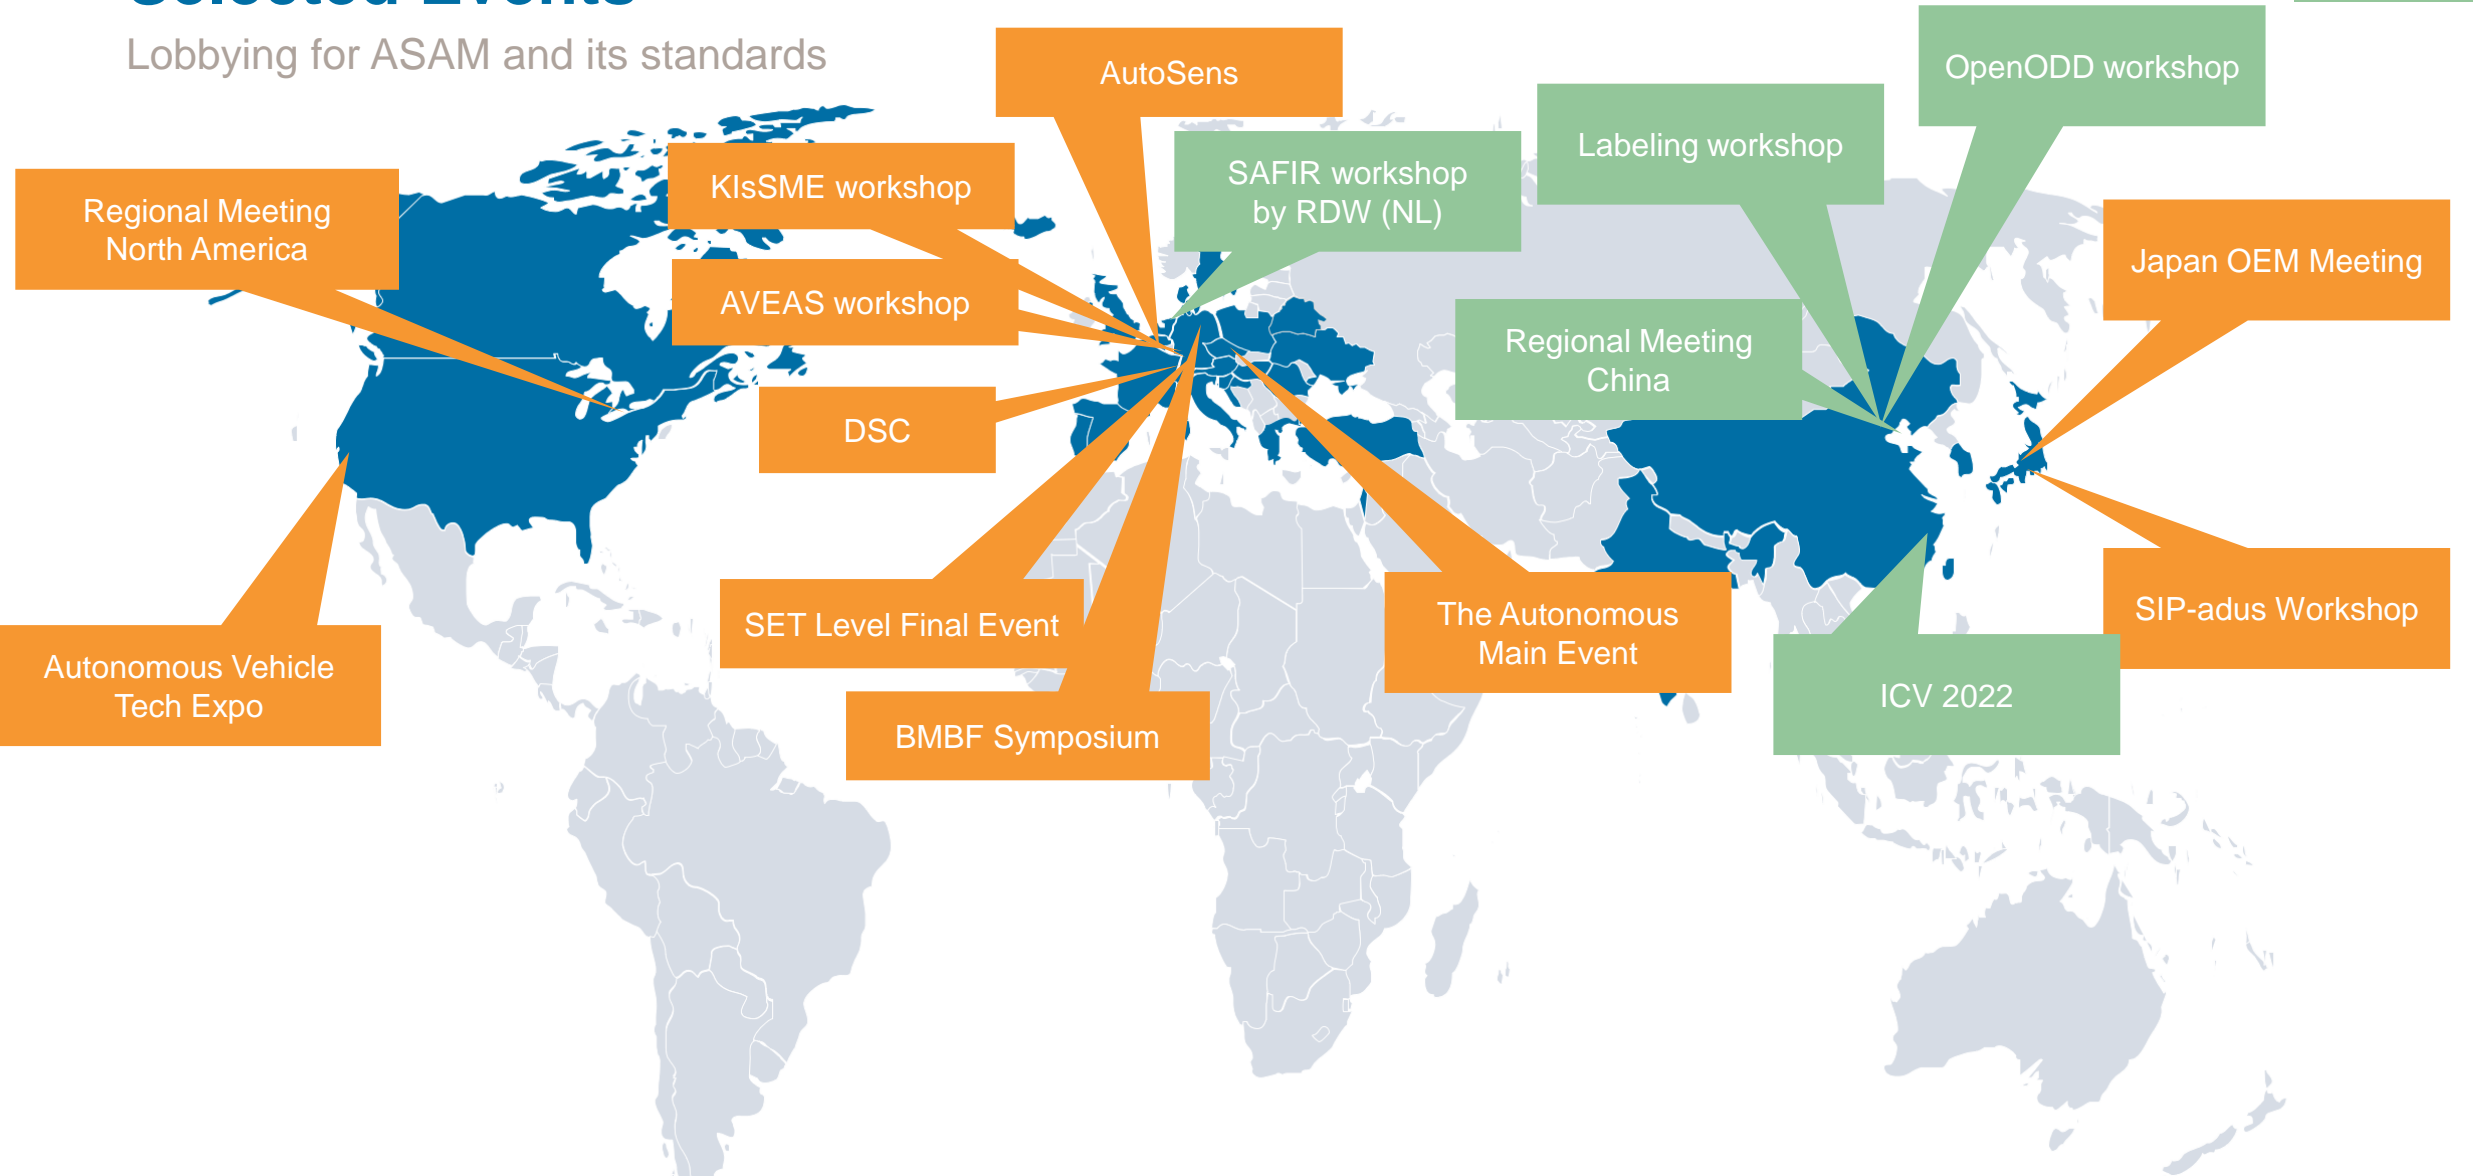 Selected Events
Lobbying for ASAM and its standards
AutoSens
OpenODD workshop
Labeling workshop
KIsSME workshop
SAFIR workshop
by RDW (NL)
Regional Meeting
North America
Japan OEM Meeting
AVEAS workshop
Regional Meeting
China
DSC
SET Level Final Event
The Autonomous
Main Event
SIP-adus Workshop
Autonomous Vehicle
Tech Expo
ICV 2022
BMBF Symposium